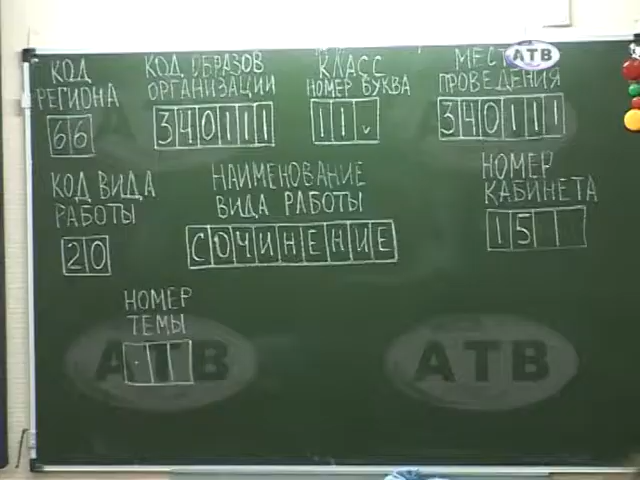 КОД
РЕГИОНА
66
КОД ОБРАЗОВ
ОРГАНИЗАЦИИ
340111
КЛАСС
НОМЕР БУКВА
11
МЕСТ
ПРОВЕДЕНИЯ
340111
АТВ
КОД ВИДА
РАБОТЫ
20
НАИМЕНОВАНИЕ
ВИДА РАБОТЫ
СОЧИНЕНИЕ
НОМЕР
КАБИНЕТА
15
НОМЕР
ТЕМЫ
АТВ
АТВ